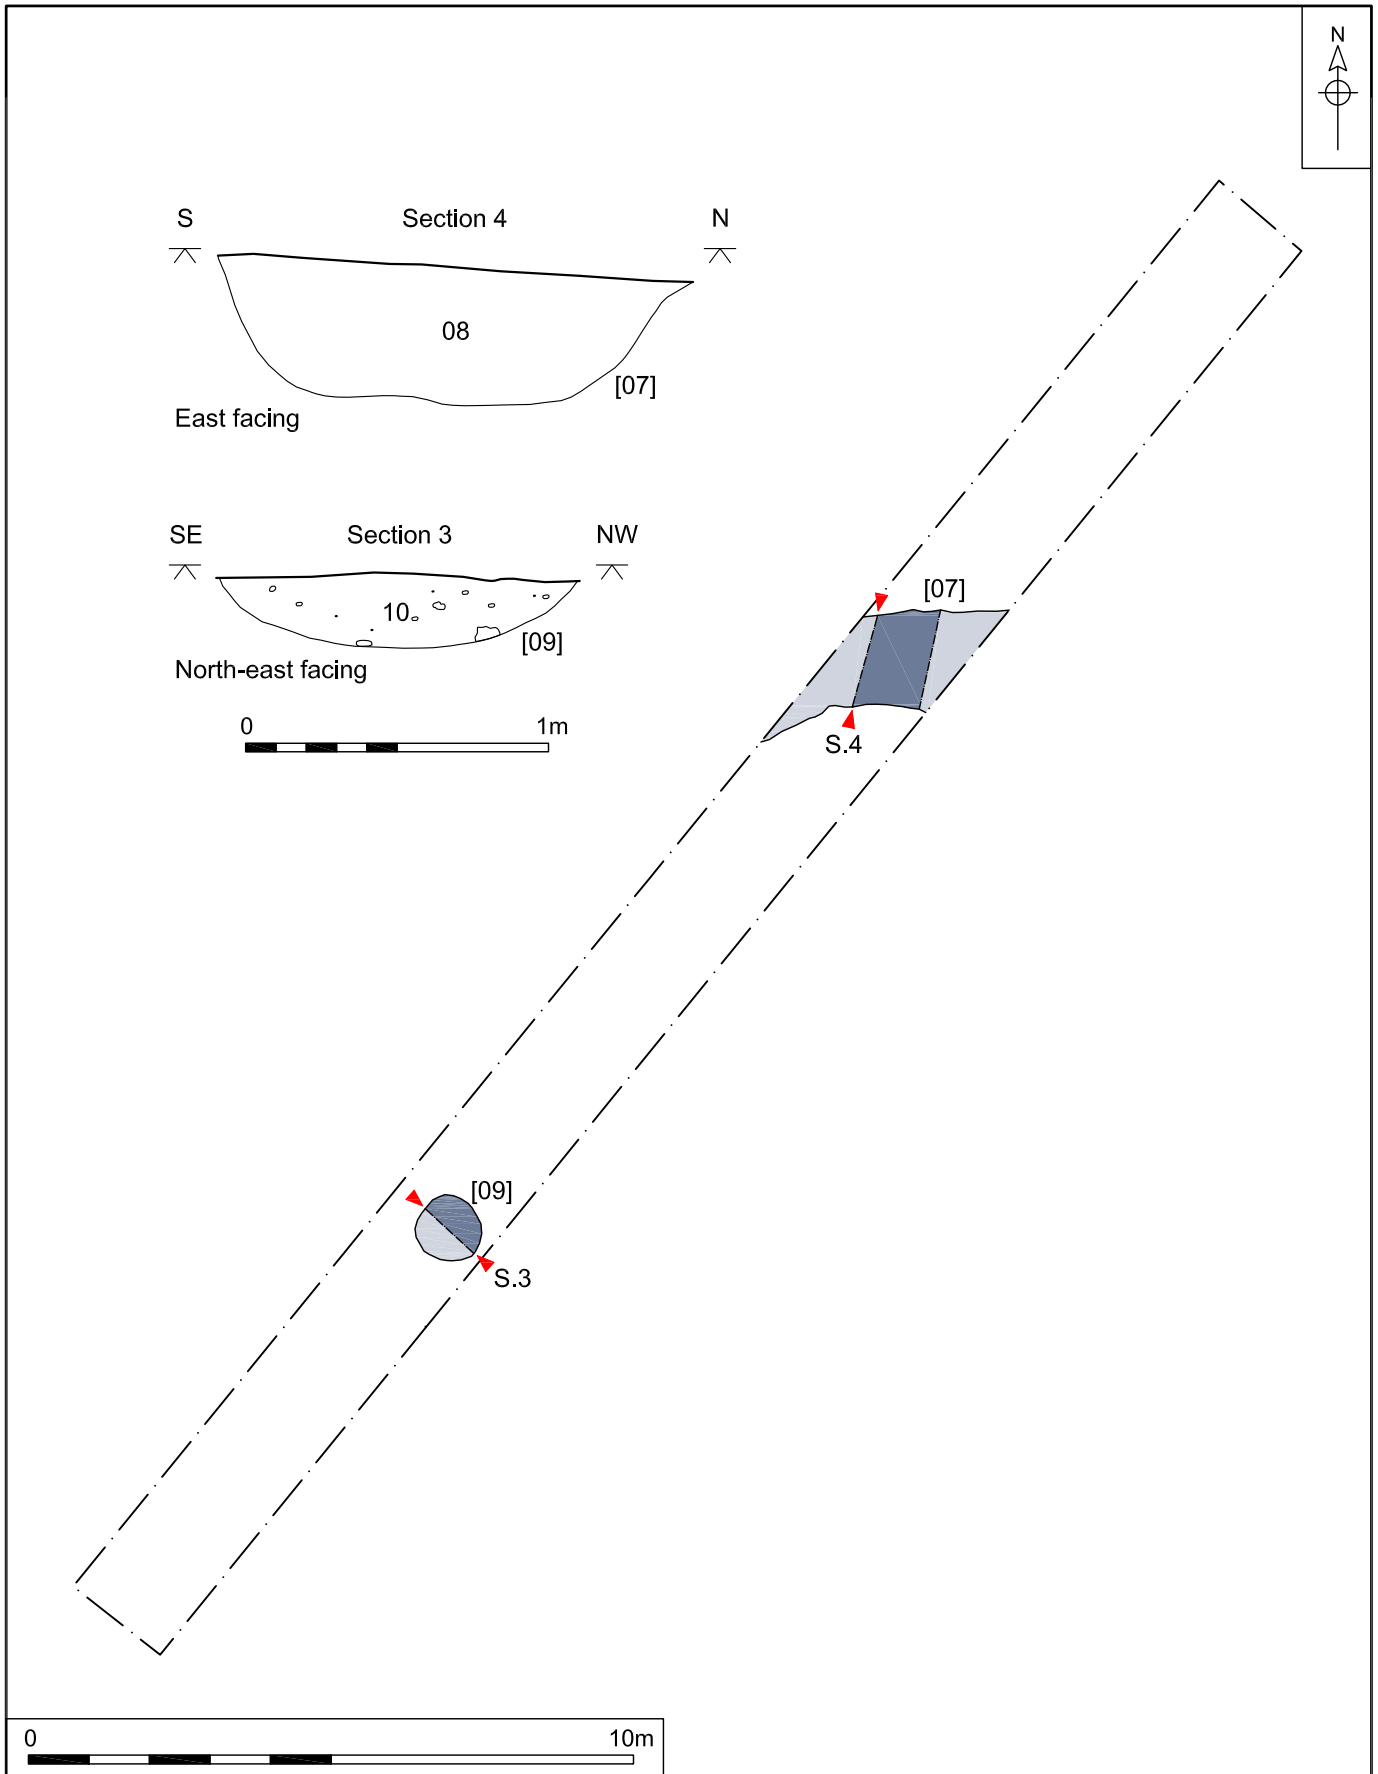 N
S Section 4 N
08
[07]
East facing
SE Section 3 NW
10
[09]
North-east facing
0 1m
[07]
S.4
[09]
S.3
0 10m